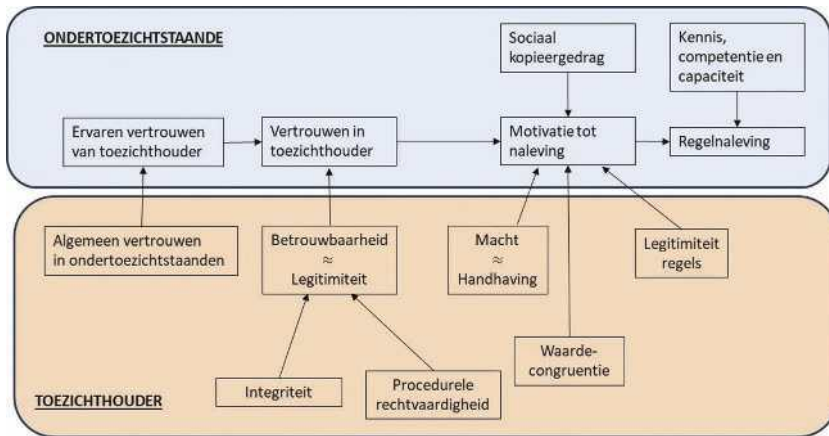 ONDERTOEZICHTSTAANDE
Sociaal
kopieergedrag
Kennis,
competentie en
capaciteit
Ervaren vertrouwen
van toezichthouder
Vertrouwen in
toezichthouder
Motivatie tot
naleving
Regelnaleving
Algemeen vertrouwen
in ondertoezichtstaanden
Betrouwbaarheid
≈
Legitimiteit
Macht
≈
Handhaving
Legitimiteit
regels
Waarde-
congruentie
Integriteit
Procedurele
rechtvaardigheid
TOEZICHTHOUDER